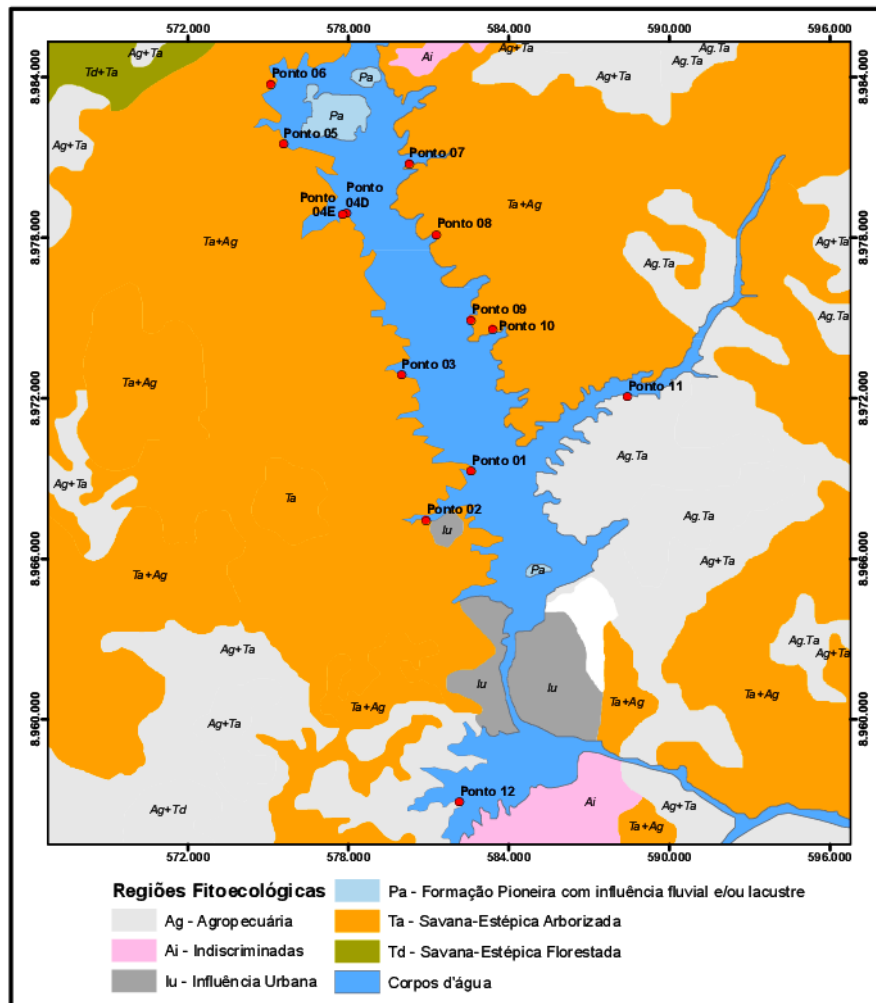 572.000 578.000 584.000 590.000 596.000
8.984.000 8.984.000
8.978.000 8.978.000
8.972.000 8.972.000
8.966.000 8.966.000
8.960.000 8.960.000
Ag+Ta
Td+Ta
Ponto 06
Pa
Ai
Ag+Ta
Ag.Ta
Ag+Ta
Ag+Ta
Pa
Ponto 05
Ag+Ta
Ponto 07
Ponto
04E
Ponto
04D
Ta+Ag
Ponto 08
Ta+Ag
Ag.Ta
Ag+Ta
Ag.Ta
Ponto 09
Ponto 10
Ponto 03
Ta+Ag
Ponto 11
Ag.Ta
Ponto 01
Ag+Ta
Ta
Ponto 02
Iu
Ag.Ta
Ag+Ta
Pa
Ta+Ag
Ag.Ta
Ag+Ta
Ag+Ta
Iu
Iu
Ta+Ag
Ta+Ag
Ta+Ag
Ag+Ta
Ponto 12
Ag+Td
Ai
Ag+Ta
Ta+Ag
572.000 578.000 584.000 590.000 596.000
Regiões Fitoecológicas
Ag - Agropecuária
Ai - Indiscriminadas
Iu - Influência Urbana
Pa - Formação Pioneira com influência fluvial e/ou lacustre
Ta - Savana-Estépica Arborizada
Td - Savana-Estépica Florestada
Corpos d'água